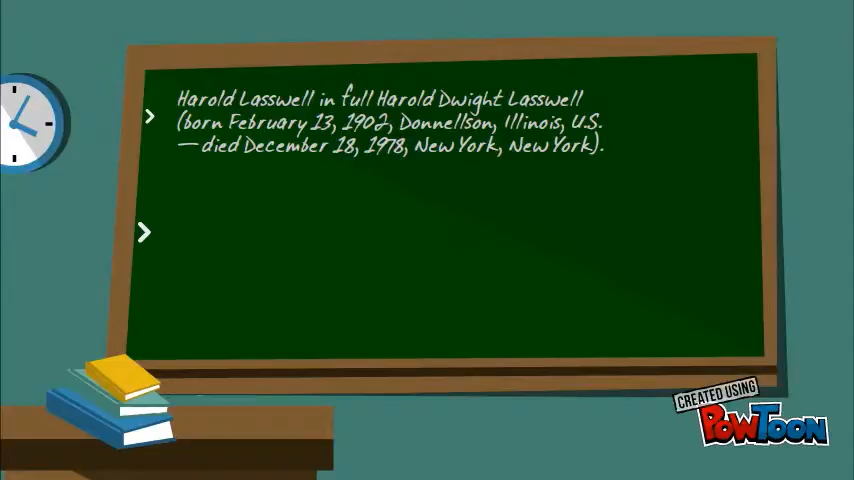 Harold Lasswell in full Harold Dwight Lasswell
(born February 13, 1902, Donnellson, Illinois, U.S.
—died December 18, 1978, New York, New York).
CREATED USING
POWTOON